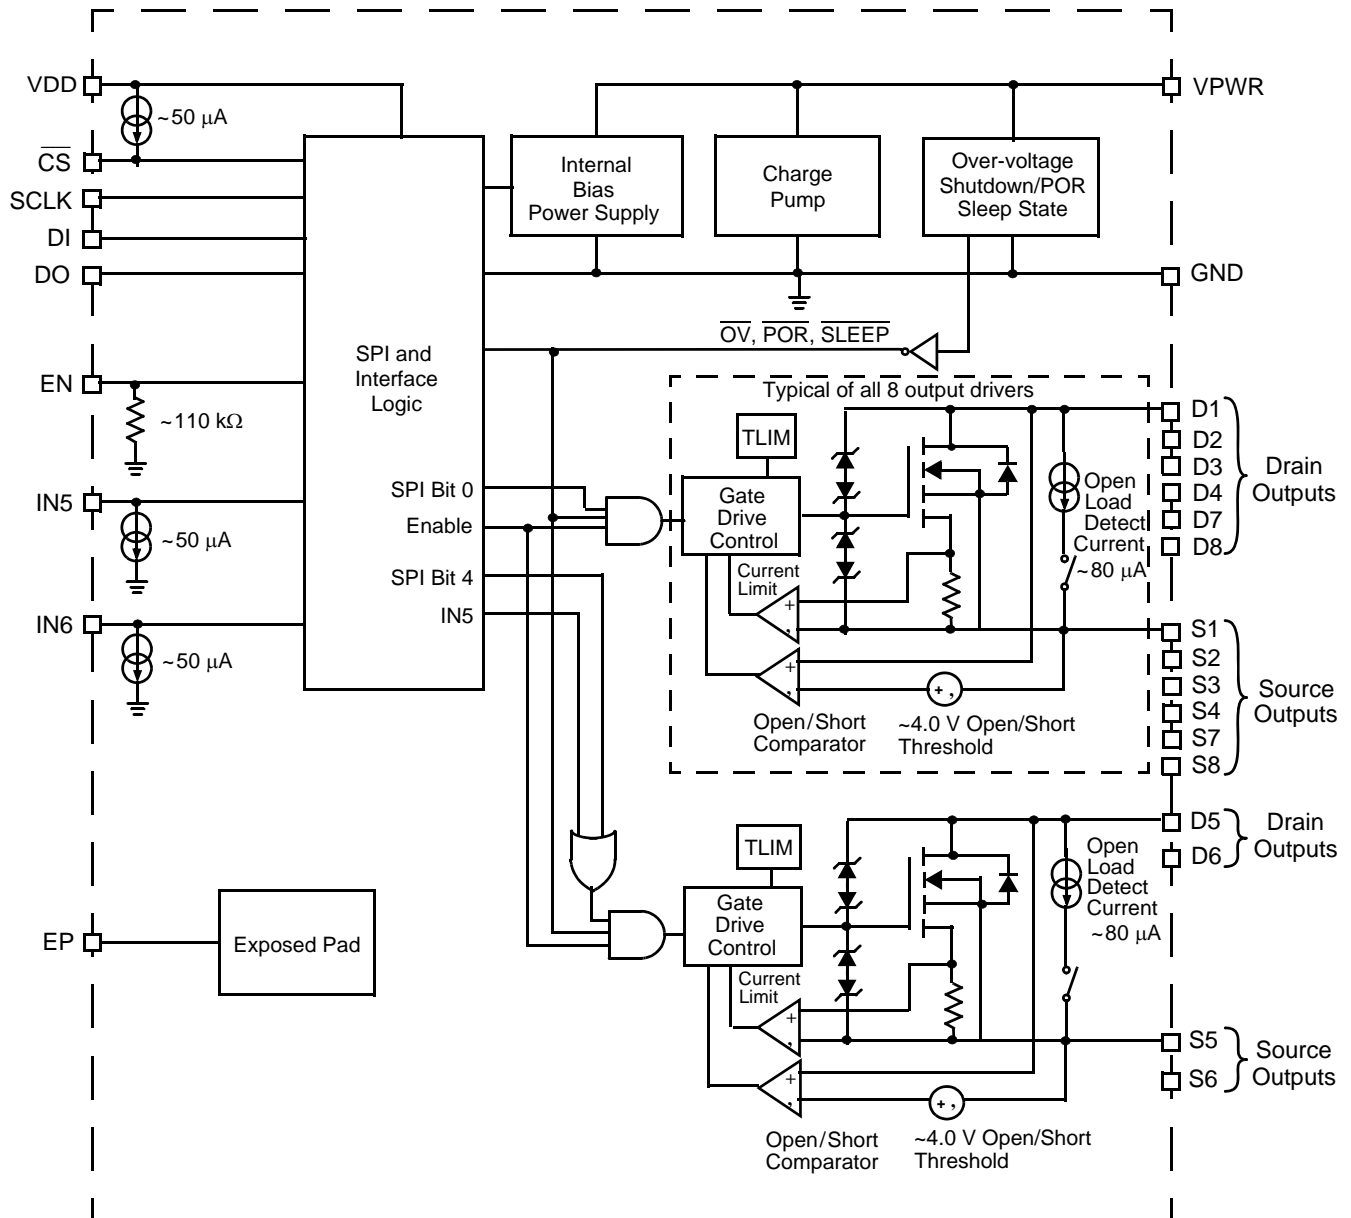 VDD
~50 µA
CS
SCLK
DI
DO
EN
~110 kΩ
IN5
~50 µA
IN6
~50 µA
EP
Exposed Pad
SPI and
Interface
Logic
SPI Bit 0
Enable
SPI Bit 4
IN5
Internal
Bias
Power Supply
Charge
Pump
Over-voltage
Shutdown/POR
Sleep State
VPWR
GND
OV, POR, SLEEP
Typical of all 8 output drivers
TLIM
Gate
Drive
Control
Current
Limit
+
,
+
,
Open/Short
Comparator
+ ,
~4.0 V Open/Short
Threshold
Open
Load
Detect
Current
~80 µA
D1
D2
D3
D4
D7
D8
Drain
Outputs
S1
S2
S3
S4
S7
S8
Source
Outputs
TLIM
Gate
Drive
Control
Current
Limit
+
,
+
,
Open/Short
Comparator
+ ,
~4.0 V Open/Short
Threshold
Open
Load
Detect
Current
~80 µA
D5
D6
Drain
Outputs
S5
S6
Source
Outputs